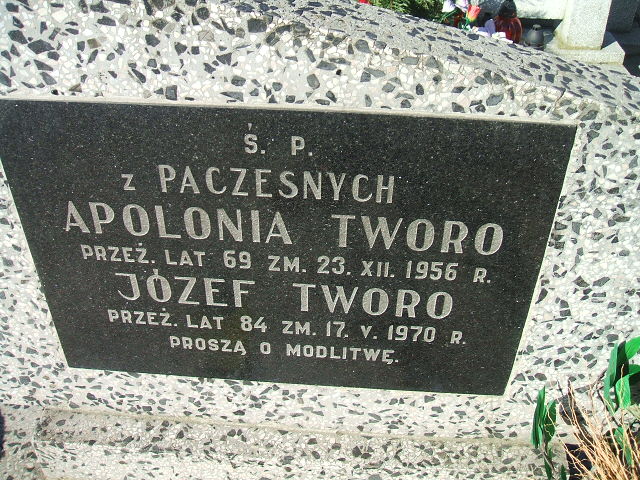 Ś. P.
z PACZESNYCH
APOLONIA TWORO
PRZEŻ. LAT 69 ZM. 23. XII. 1956 R.
JÓZEF TWORO
PRZEŻ. LAT 84 ZM. 17. V. 1970 R.
PROSZĄ O MODLITWĘ.